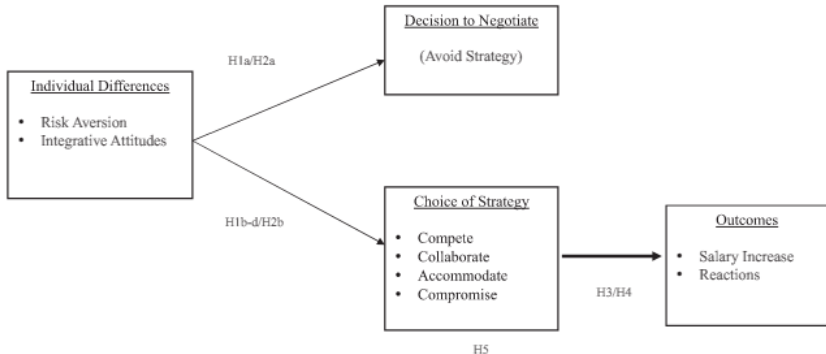 Decision to Negotiate
(Avoid Strategy)
H1a/H2a
Individual Differences
• Risk Aversion
• Integrative Attitudes
H1b-d/H2b
Choice of Strategy
• Compete
• Collaborate
• Accommodate
• Compromise
Outcomes
• Salary Increase
• Reactions
H3/H4
H5